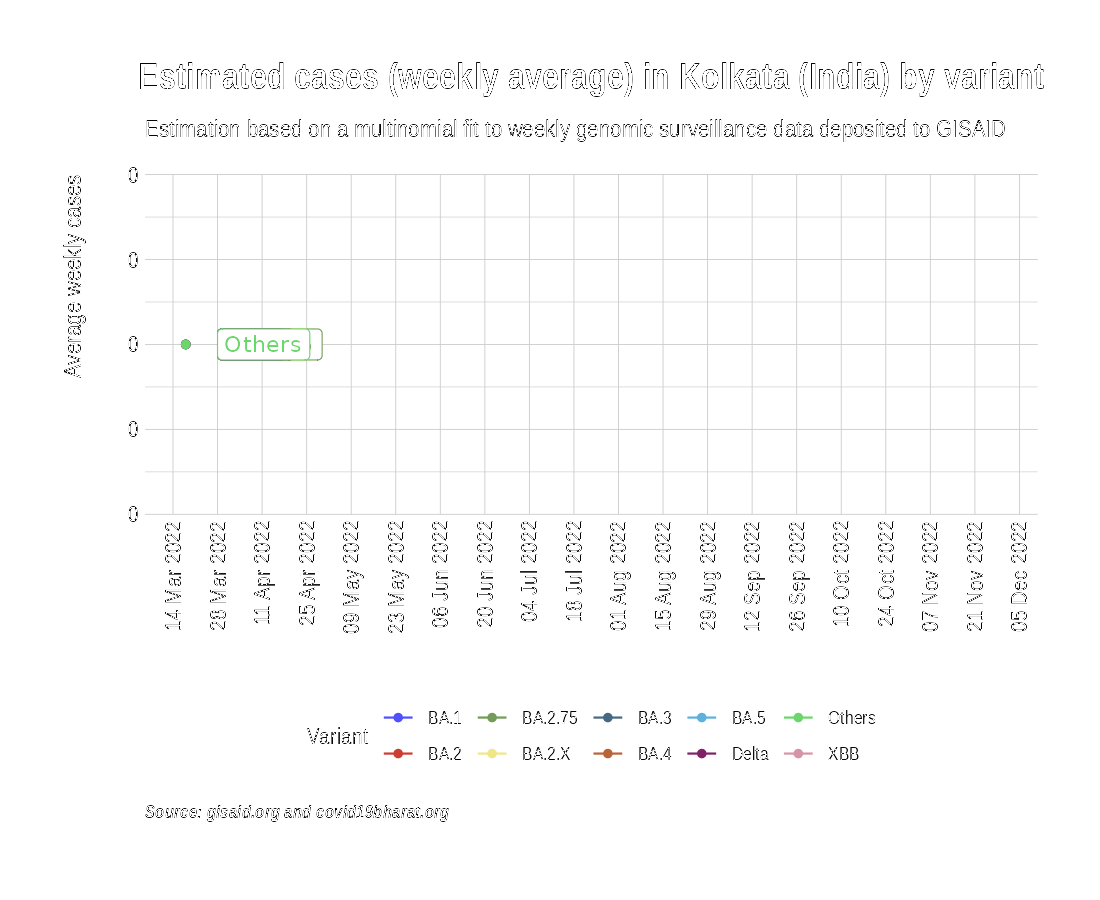 Estimated cases (weekly average) in Kolkata (India) by variant
Estimation based on a multinomial fit to weekly genomic surveillance data deposited to GISAID
Average weekly cases
0
0
0
0
0
Others
14 Mar 2022
28 Mar 2022
11 Apr 2022
25 Apr 2022
09 May 2022
23 May 2022
06 Jun 2022
20 Jun 2022
04 Jul 2022
18 Jul 2022
01 Aug 2022
15 Aug 2022
29 Aug 2022
12 Sep 2022
26 Sep 2022
10 Oct 2022
24 Oct 2022
07 Nov 2022
21 Nov 2022
05 Dec 2022
Variant
BA.1 BA.2.75 BA.3 BA.5 Others
BA.2 BA.2.X BA.4 Delta XBB
Source: gisaid.org and covid19bharat.org